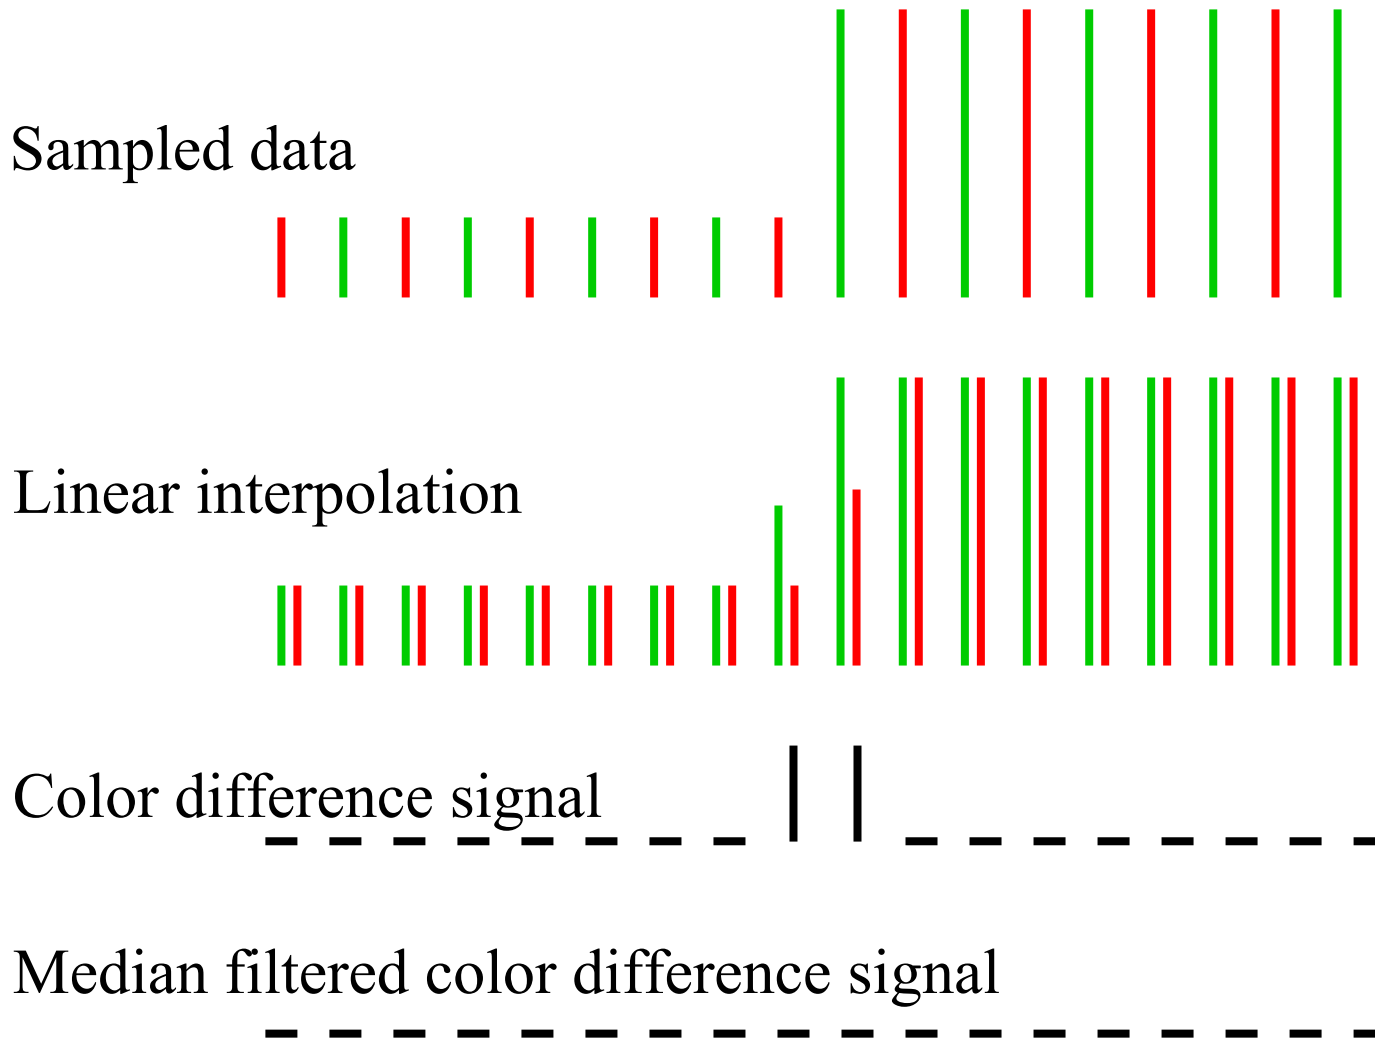 Sampled data
Linear interpolation
Color difference signal
Median filtered color difference signal